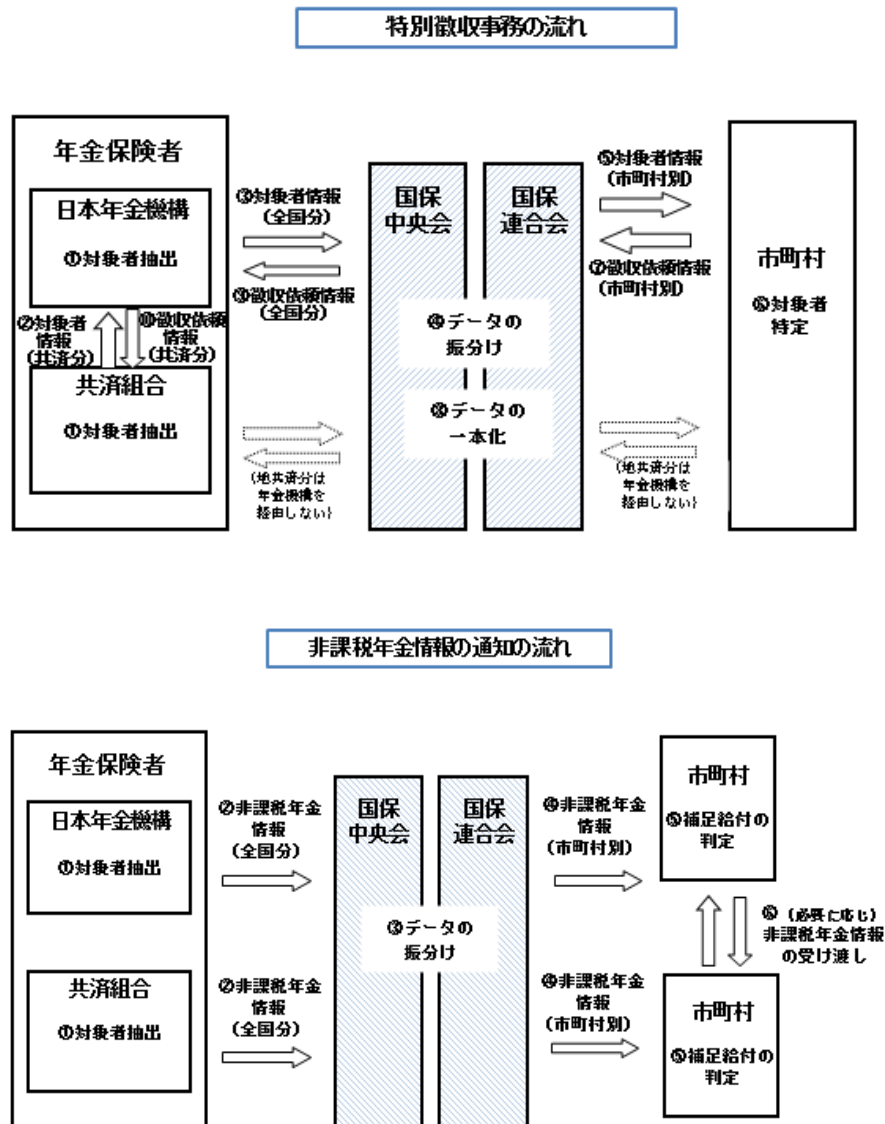 特別徴収事務の流れ
年金保険者
日本年金機構
①対象者抽出
②対象者
情報
(共済分)
⑩徴収依頼
情報
(共済分)
共済組合
①対象者抽出
③対象者情報
(全国分)
⑨徴収依頼情報
(全国分)
(地共済分は
年金機構を
経由しない)
国保
中央会
国保
連合会
④データの
振分け
⑧データの
一本化
⑤対象者情報
(市町村別)
⑦徴収依頼情報
(市町村別)
(地共済分は
年金機構を
経由しない)
市町村
⑥対象者
特定
非課税年金情報の通知の流れ
年金保険者
日本年金機構
①対象者抽出
共済組合
①対象者抽出
②非課税年金
情報
(全国分)
②非課税年金
情報
(全国分)
国保
中央会
国保
連合会
③データの
振分け
④非課税年金
情報
(市町村別)
④非課税年金
情報
(市町村別)
市町村
⑤補足給付の
判定
⑥（必要に応じ）
非課税年金情報
の受け渡し
市町村
⑤補足給付の
判定